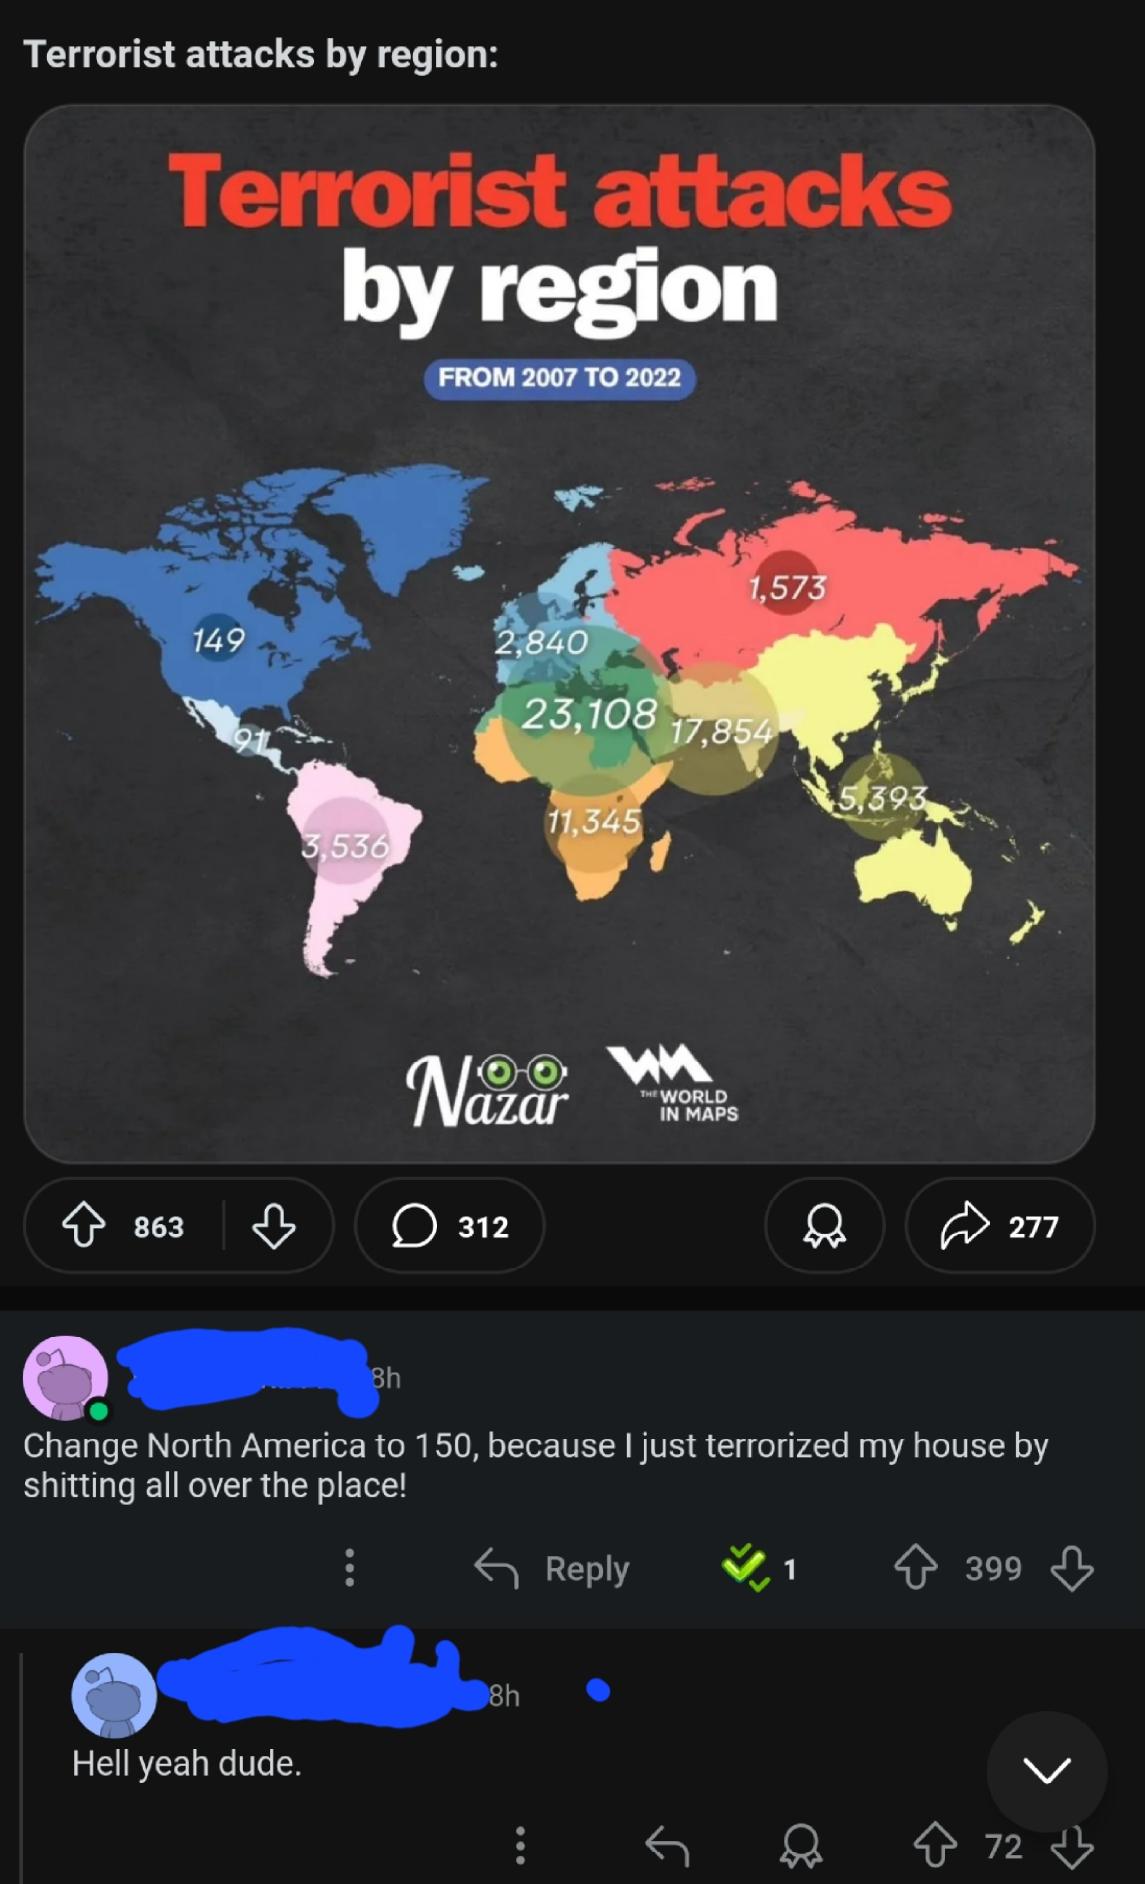 Terrorist attacks by region:
Terrorist attacks
by region
FROM 2007 TO 2022
1,573
149
2,840
23,108
17,854
91
5,393
11,345
3,536
Nazar
THE WORLD
IN MAPS
863
312
277
8h
Change North America to 150, because I just terrorized my house by
shitting all over the place!
Reply
1
399
8h
Hell yeah dude.
72